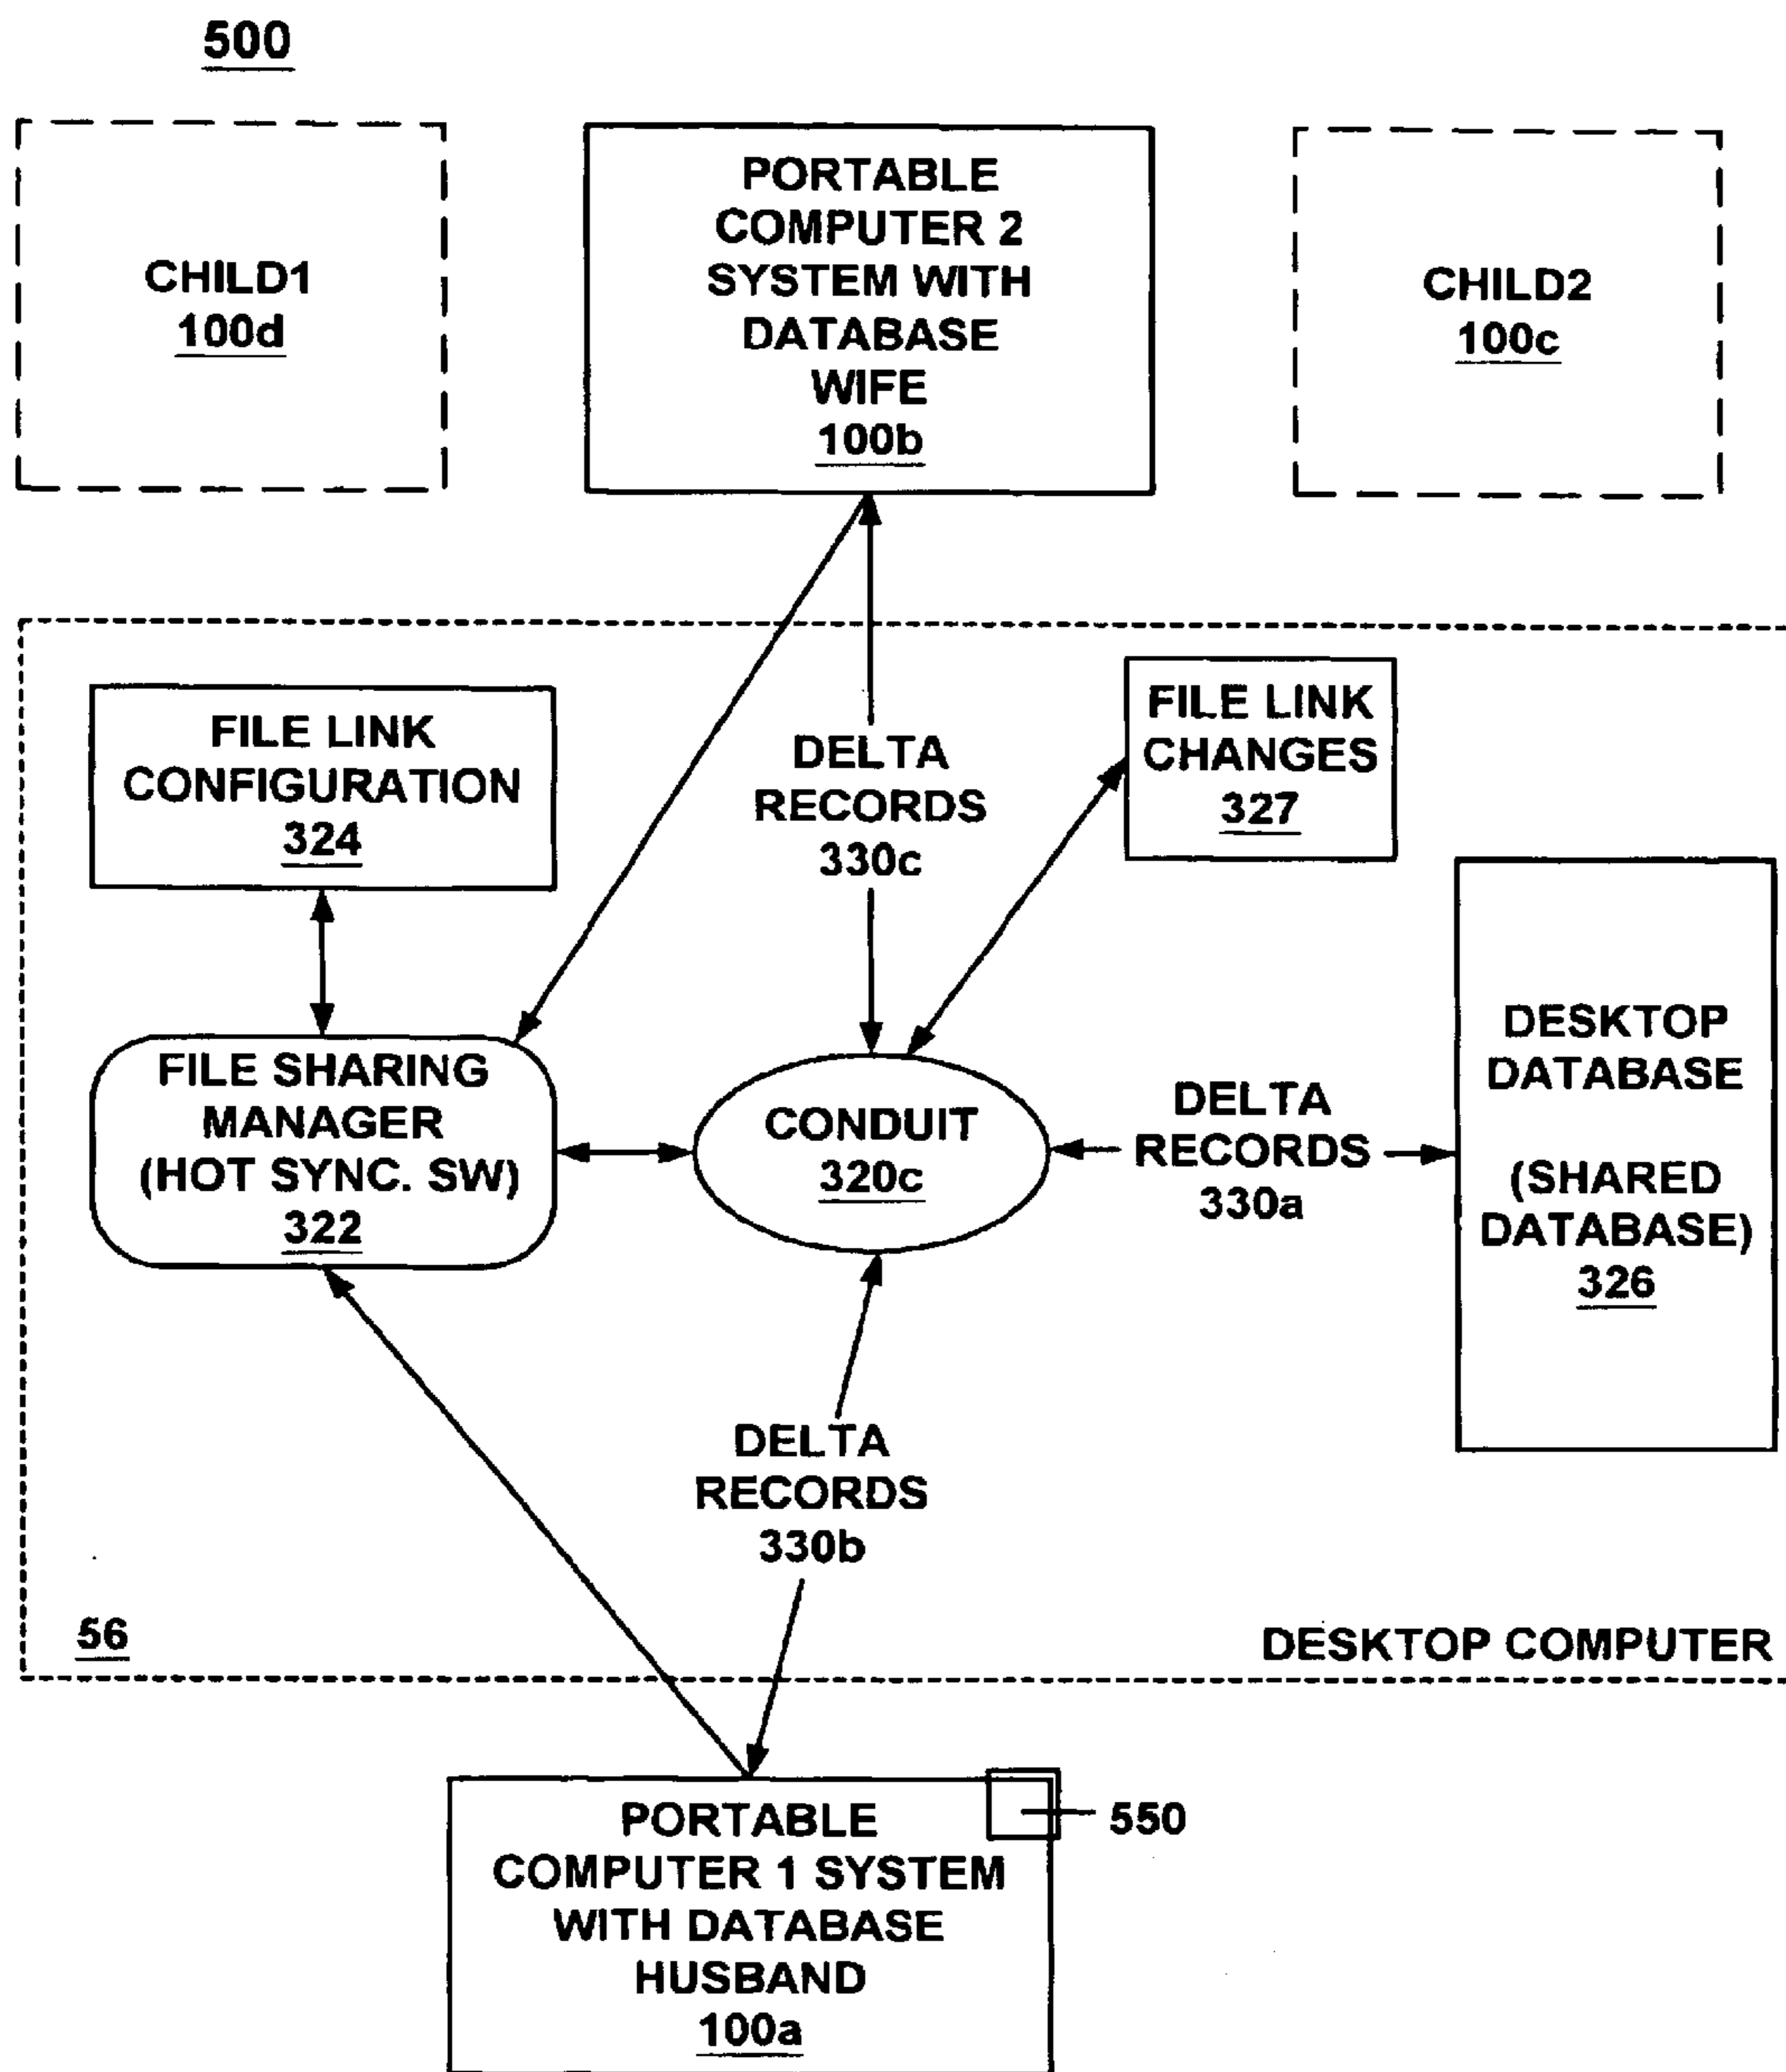 500
CHILD1
100d
PORTABLE
COMPUTER 2
SYSTEM WITH
DATABASE
WIFE
100b
CHILD2
100c
FILE LINK
CONFIGURATION
324
DELTA
RECORDS
330c
FILE LINK
CHANGES
327
FILE SHARING
MANAGER
(HOT SYNC. SW)
322
CONDUIT
320c
DELTA
RECORDS
330a
DESKTOP
DATABASE
(SHARED
DATABASE)
326
DELTA
RECORDS
330b
56
DESKTOP COMPUTER
PORTABLE
COMPUTER 1 SYSTEM
WITH DATABASE
HUSBAND
100a
550